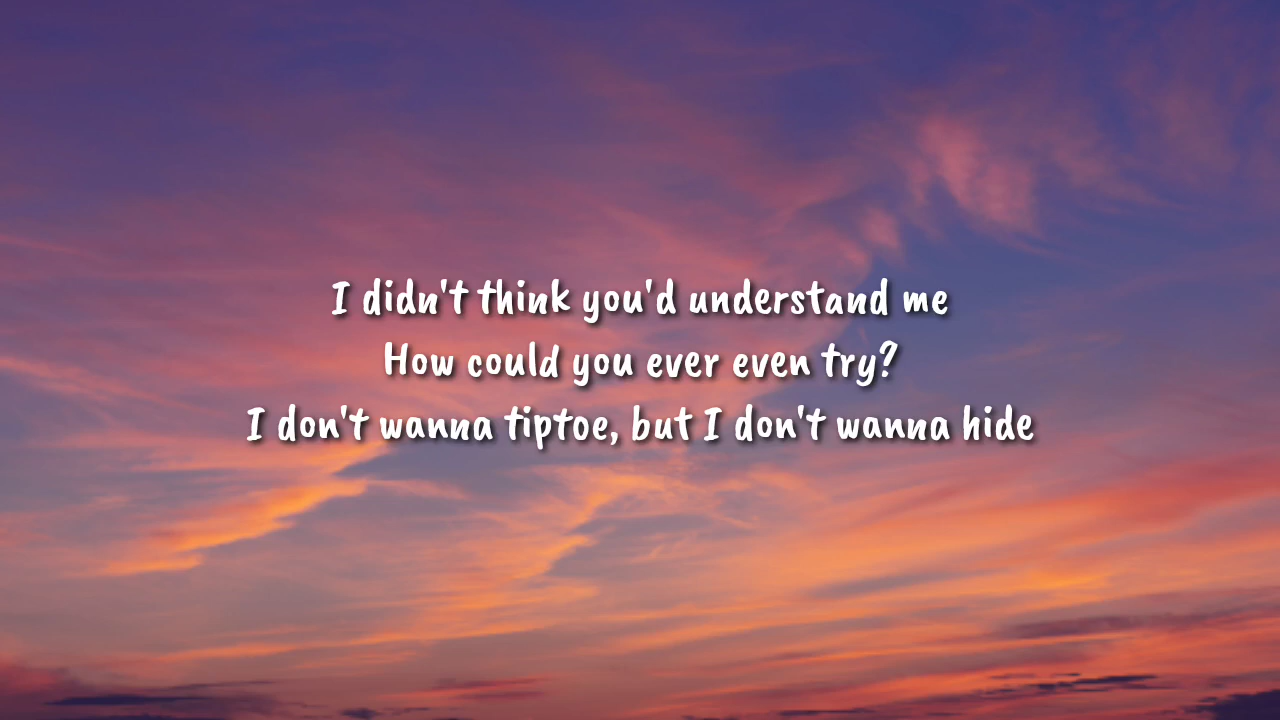 I didn't think you'd understand me
How could you ever even try?
I don't wanna tiptoe, but I don't wanna hide